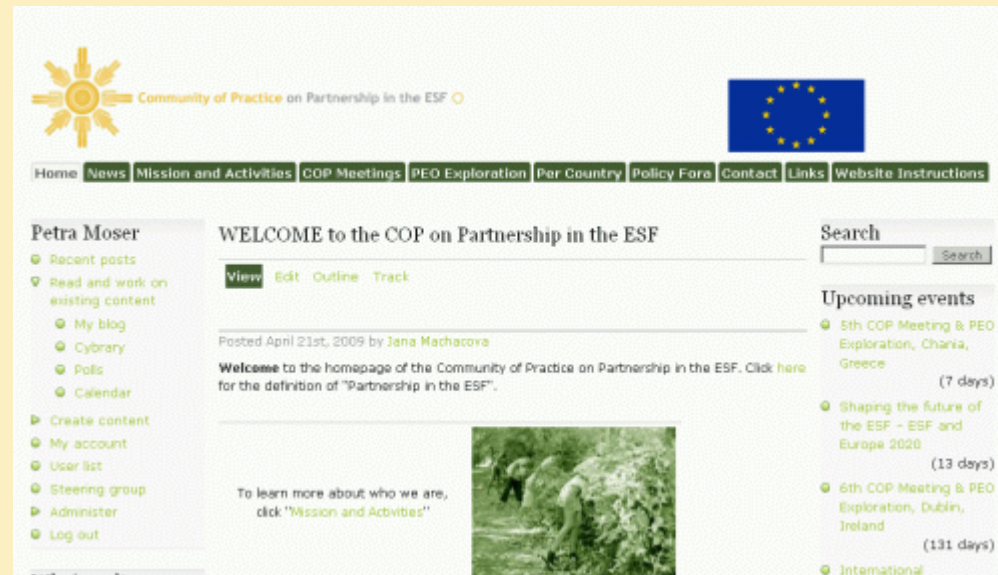 Community of Practice on Partnership in the ESF
Home News Mission and Activities COP Meetings PEO Exploration Per Country Policy Fora Contact Links Website Instructions
Petra Moser
Recent posts
Read and work on
existing content
My blog
Cybrary
Polls
Calendar
Create content
My account
User list
Steering group
Administer
Log out
WELCOME to the COP on Partnership in the ESF
View Edit Outline Track
Posted April 21st, 2009 by Jana Machacova
Welcome to the homepage of the Community of Practice on Partnership in the ESF. Click here
for the definition of "Partnership in the ESF".
To learn more about who we are,
click "Mission and Activities"
Search
Search
Upcoming events
5th COP Meeting & PEO
Exploration, Chania,
Greece
(7 days)
Shaping the future of
the ESF - ESF and
Europe 2020
(13 days)
6th COP Meeting & PEO
Exploration, Dublin,
Ireland
(131 days)
International